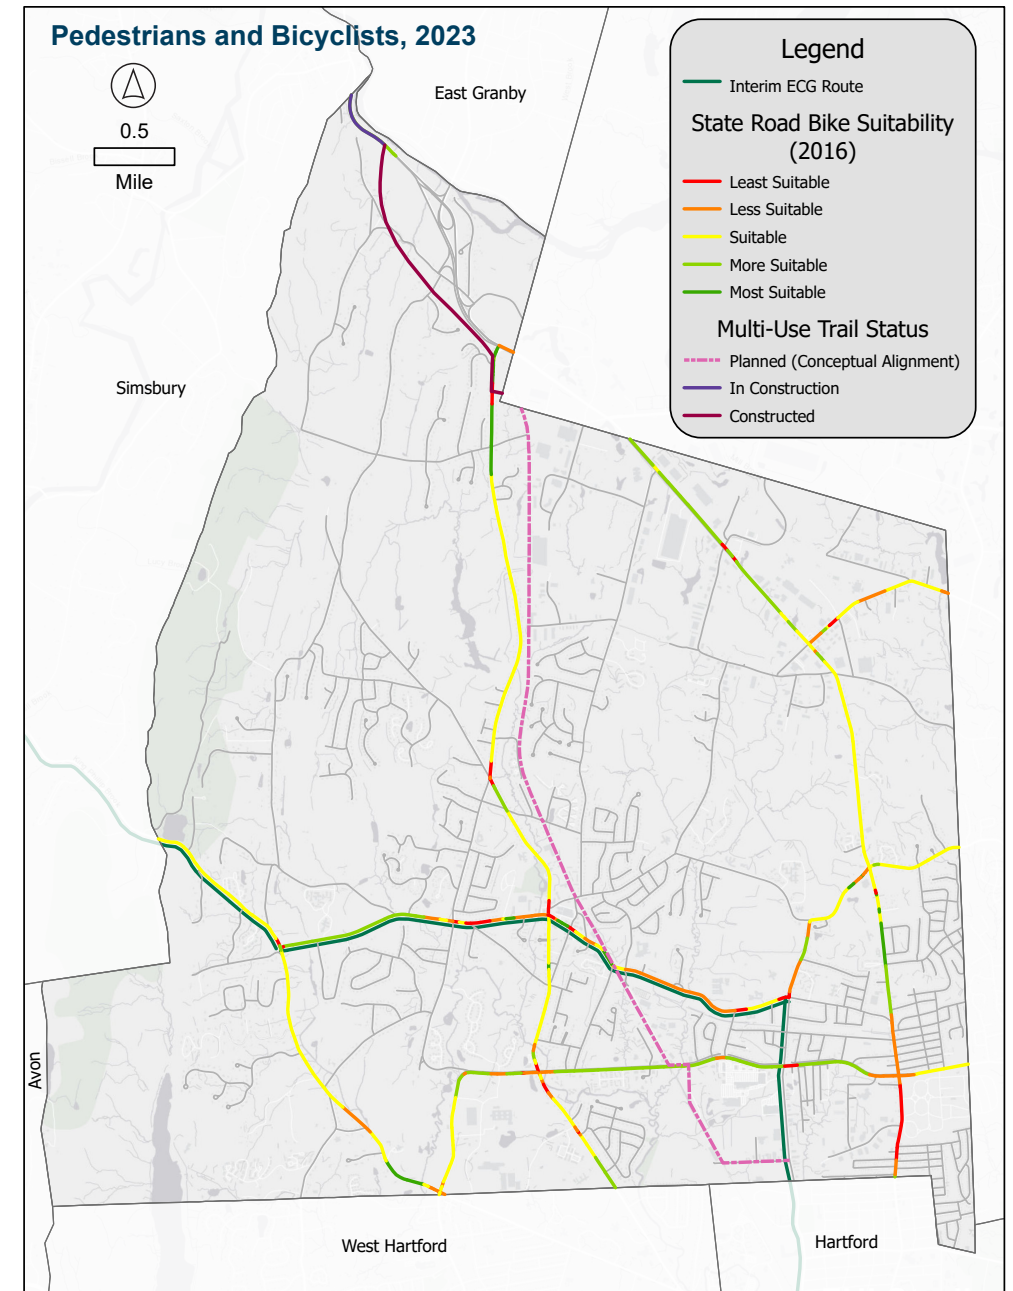 Pedestrians and Bicyclists, 2023
0.5
Mile
East Granby
Simsbury
Avon
West Hartford
Hartford
Legend
Interim ECG Route
State Road Bike Suitability
(2016)
Least Suitable
Less Suitable
Suitable
More Suitable
Most Suitable
Multi-Use Trail Status
Planned (Conceptual Alignment)
In Construction
Constructed